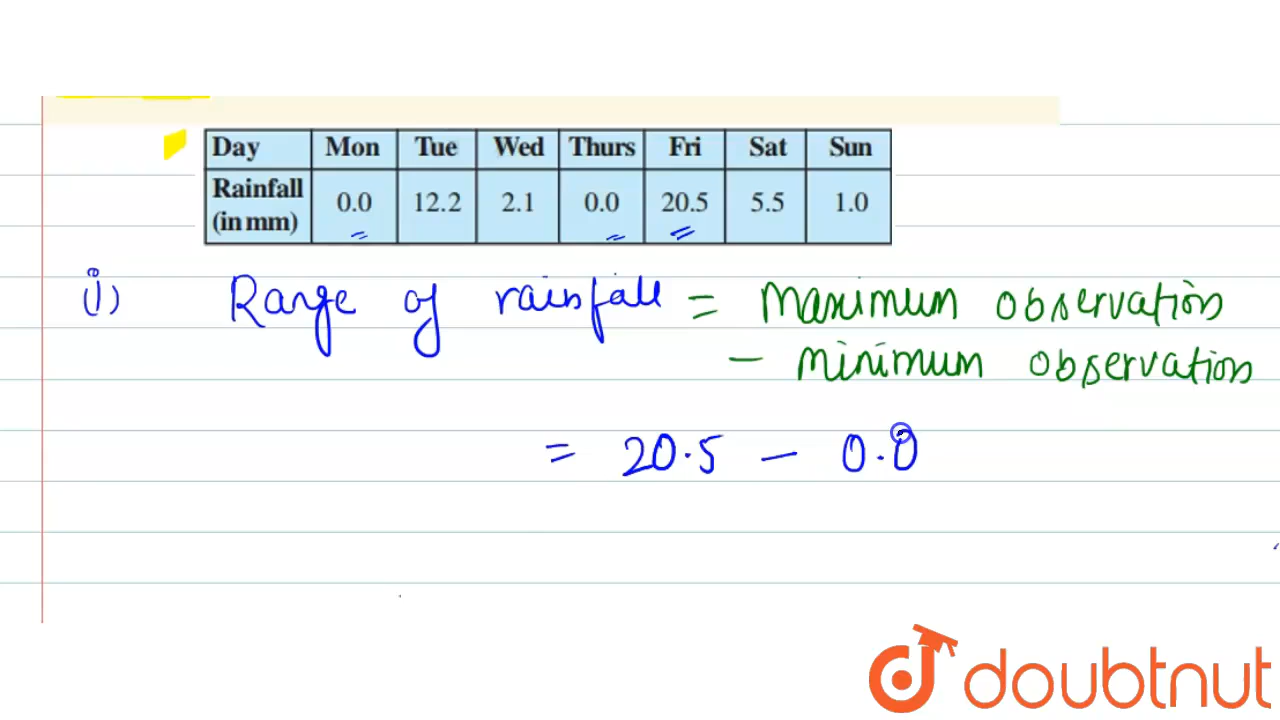 Day Mon Tue Wed Thurs Fri Sat Sun
Rainfall (in mm) 0.0 12.2 2.1 0.0 20.5 5.5 1.0
(i) Range of rainfall = Maximum observation
− Minimum observation
= 20.5 − 0.0
doubtnut